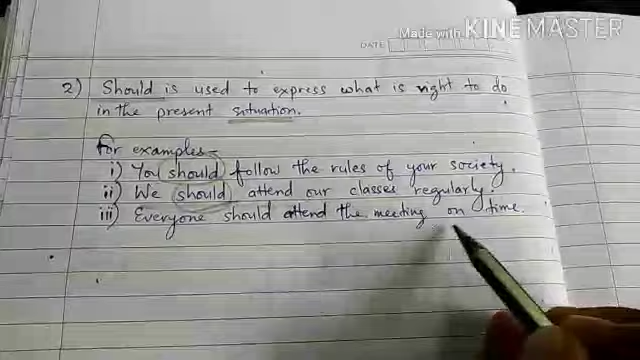 Made with KINEMASTER
DATE
2) Should is used to express what is right to do
in the present situation.
For examples-
i) You should follow the rules of your society.
ii) We should attend our classes regularly.
iii) Everyone should attend the meeting on time.